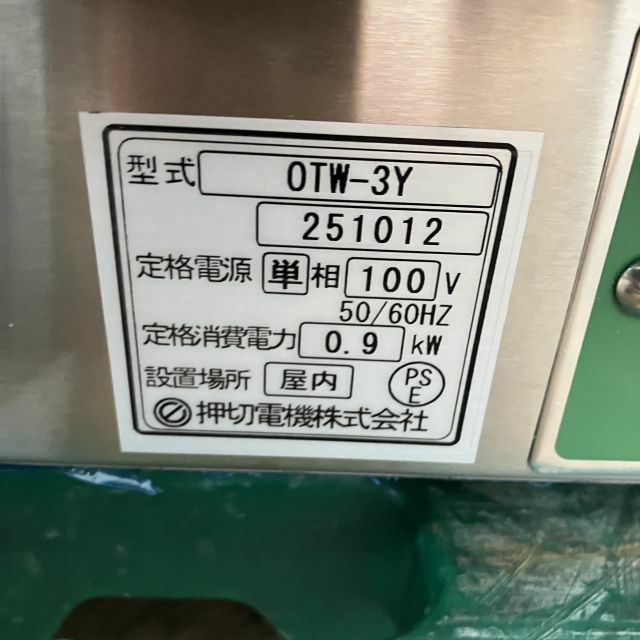 型式 OTW-3Y
251012
定格電源 単相 100 V
50/60HZ
定格消費電力 0.9 kW
設置場所 屋内 PSE
押切電機株式会社